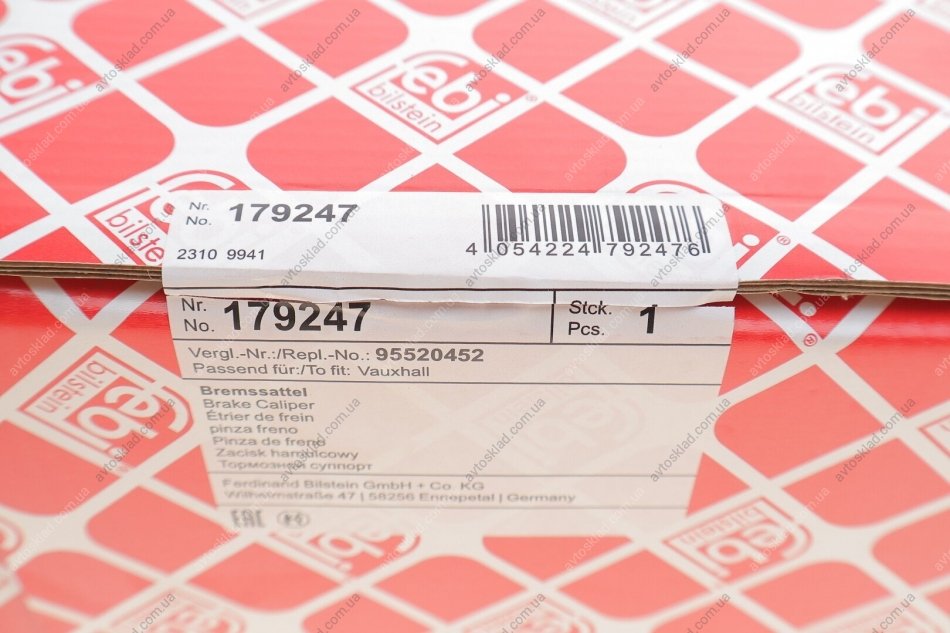 febi
bilstein
Nr.
No. 179247
2310 9941
4 054224 792476
Nr.
No. 179247
Stck.
Pcs. 1
Vergl.-Nr.:/Repl.-No.: 95520452
Passend für:/To fit: Vauxhall
Bremssattel
Brake Caliper
Étrier de frein
pinza freno
Pinza de freno
Zacisk hamulcowy
Тормозной суппорт
Ferdinand Bilstein GmbH + Co. KG
Wilhelmstraße 47 | 58256 Ennepetal | Germany
EAC
avtosklad.com.ua